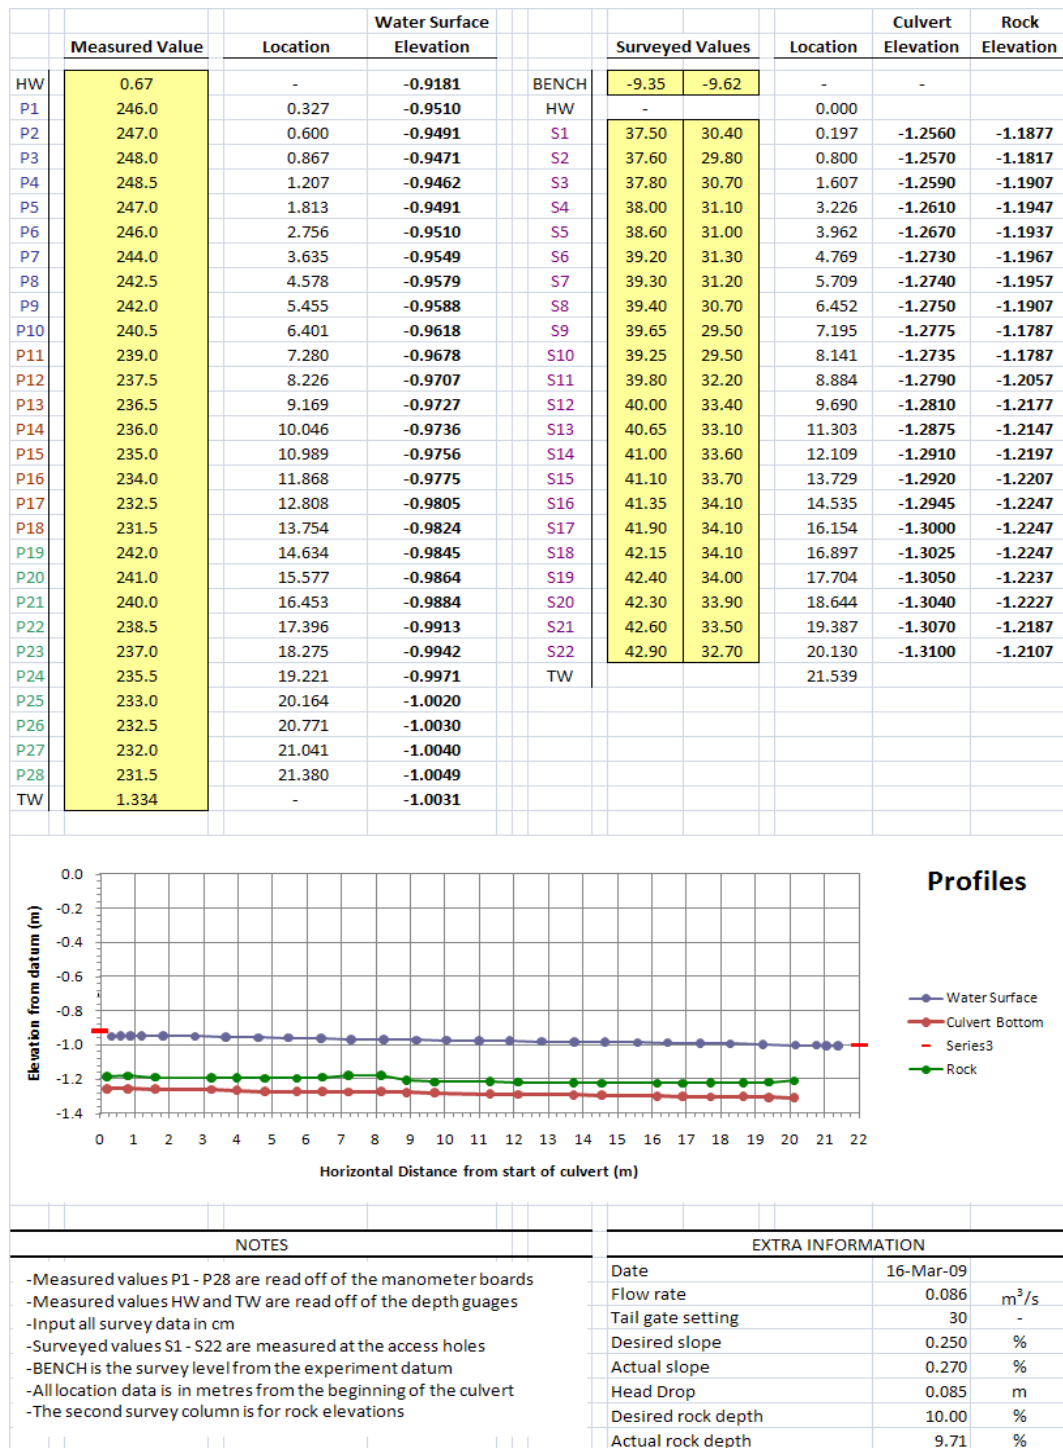 Water Surface Culvert Rock
Measured Value Location Elevation Surveyed Values Location Elevation Elevation
HW 0.67 - -0.9181 BENCH -9.35 -9.62 - -
P1 246.0 0.327 -0.9510 HW - 0.000
P2 247.0 0.600 -0.9491 S1 37.50 30.40 0.197 -1.2560 -1.1877
P3 248.0 0.867 -0.9471 S2 37.60 29.80 0.800 -1.2570 -1.1817
P4 248.5 1.207 -0.9462 S3 37.80 30.70 1.607 -1.2590 -1.1907
P5 247.0 1.813 -0.9491 S4 38.00 31.10 3.226 -1.2610 -1.1947
P6 246.0 2.756 -0.9510 S5 38.60 31.00 3.962 -1.2670 -1.1937
P7 244.0 3.635 -0.9549 S6 39.20 31.30 4.769 -1.2730 -1.1967
P8 242.5 4.578 -0.9579 S7 39.30 31.20 5.709 -1.2740 -1.1957
P9 242.0 5.455 -0.9588 S8 39.40 30.70 6.452 -1.2750 -1.1907
P10 240.5 6.401 -0.9618 S9 39.65 29.50 7.195 -1.2775 -1.1787
P11 239.0 7.280 -0.9678 S10 39.25 29.50 8.141 -1.2735 -1.1787
P12 237.5 8.226 -0.9707 S11 39.80 32.20 8.884 -1.2790 -1.2057
P13 236.5 9.169 -0.9727 S12 40.00 33.40 9.690 -1.2810 -1.2177
P14 236.0 10.046 -0.9736 S13 40.65 33.10 11.303 -1.2875 -1.2147
P15 235.0 10.989 -0.9756 S14 41.00 33.60 12.109 -1.2910 -1.2197
P16 234.0 11.868 -0.9775 S15 41.10 33.70 13.729 -1.2920 -1.2207
P17 232.5 12.808 -0.9805 S16 41.35 34.10 14.535 -1.2945 -1.2247
P18 231.5 13.754 -0.9824 S17 41.90 34.10 16.154 -1.3000 -1.2247
P19 242.0 14.634 -0.9845 S18 42.15 34.10 16.897 -1.3025 -1.2247
P20 241.0 15.577 -0.9864 S19 42.40 34.00 17.704 -1.3050 -1.2237
P21 240.0 16.453 -0.9884 S20 42.30 33.90 18.644 -1.3040 -1.2227
P22 238.5 17.396 -0.9913 S21 42.60 33.50 19.387 -1.3070 -1.2187
P23 237.0 18.275 -0.9942 S22 42.90 32.70 20.130 -1.3100 -1.2107
P24 235.5 19.221 -0.9971 TW 21.539
P25 233.0 20.164 -1.0020
P26 232.5 20.771 -1.0030
P27 232.0 21.041 -1.0040
P28 231.5 21.380 -1.0049
TW 1.334 - -1.0031
Profiles
Elevation from datum (m)
0.0
-0.2
-0.4
-0.6
-0.8
-1.0
-1.2
-1.4
0 1 2 3 4 5 6 7 8 9 10 11 12 13 14 15 16 17 18 19 20 21 22
Horizontal Distance from start of culvert (m)
Water Surface
Culvert Bottom
Series3
Rock
NOTES
-Measured values P1 - P28 are read off of the manometer boards
-Measured values HW and TW are read off of the depth guages
-Input all survey data in cm
-Surveyed values S1 - S22 are measured at the access holes
-BENCH is the survey level from the experiment datum
-All location data is in metres from the beginning of the culvert
-The second survey column is for rock elevations
EXTRA INFORMATION
Date 16-Mar-09
Flow rate 0.086 m³/s
Tail gate setting 30 -
Desired slope 0.250 %
Actual slope 0.270 %
Head Drop 0.085 m
Desired rock depth 10.00 %
Actual rock depth 9.71 %